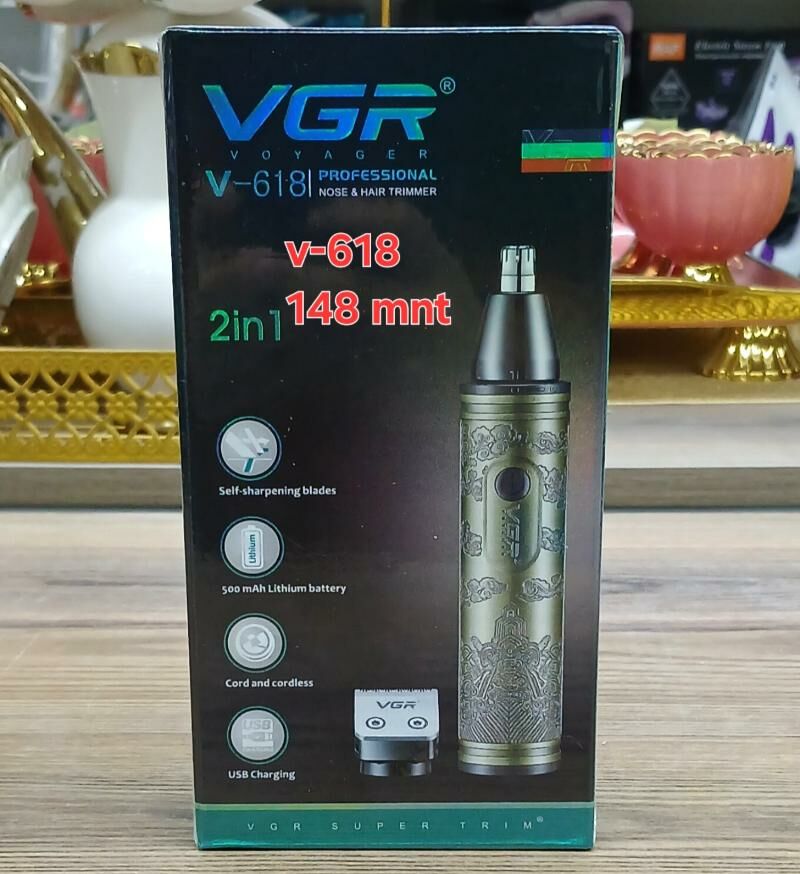 VGR®
VOYAGER
V-618 | PROFESSIONAL
NOSE & HAIR TRIMMER
v-618
148 mnt
2in1
Self-sharpening blades
Lithium
500 mAh Lithium battery
Cord and cordless
USB
USB Charging
VGR
VGR
VGR SUPER TRIM®